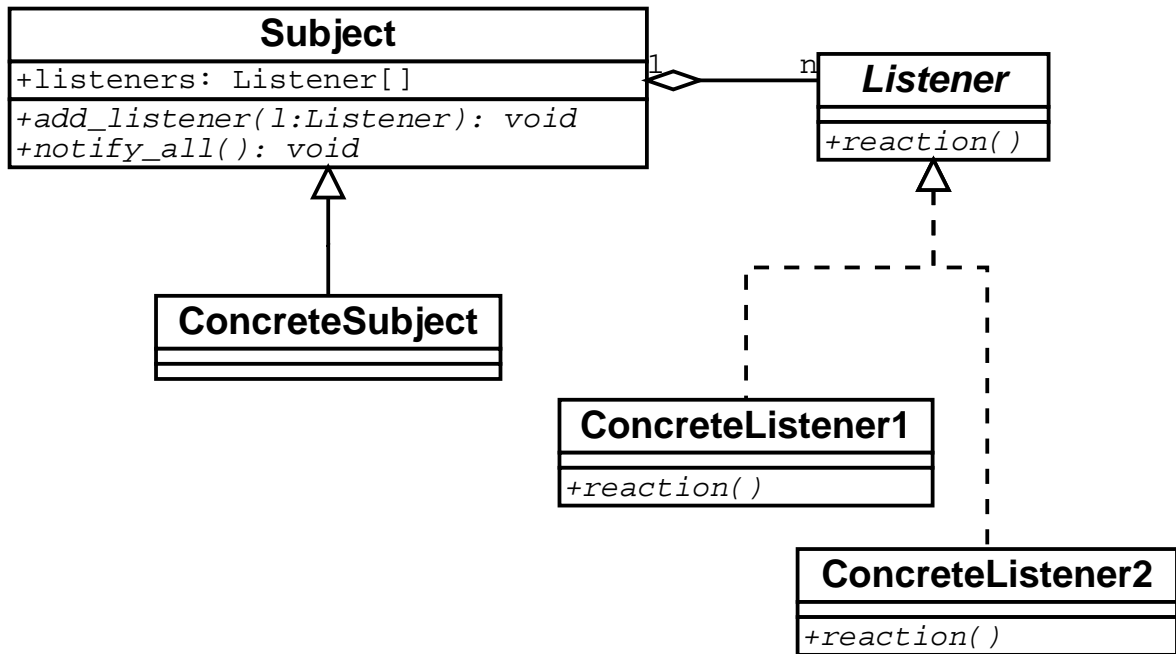 Subject
+listeners: Listener[]
+add_listener(l:Listener): void
+notify_all(): void
1
n
Listener
+reaction()
ConcreteSubject
ConcreteListener1
+reaction()
ConcreteListener2
+reaction()